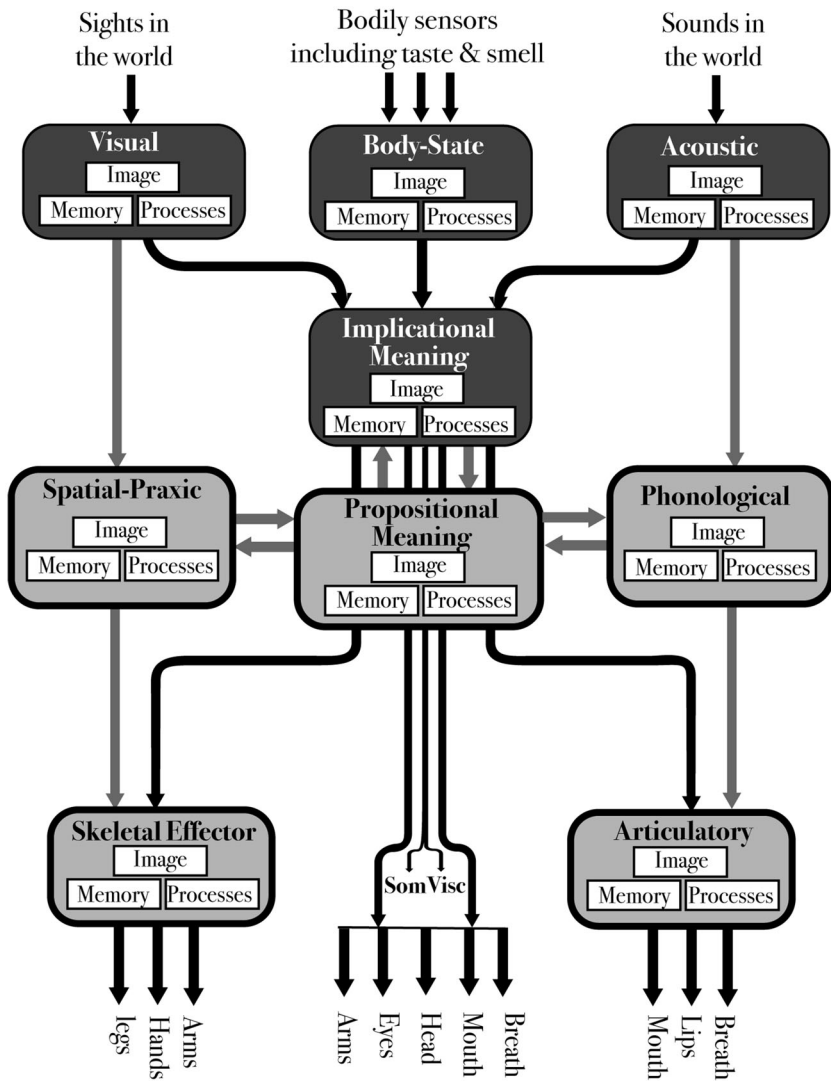 Sights in
the world
Bodily sensors
including taste & smell
Sounds in
the world
Visual
Image
Memory
Processes
Body-State
Image
Memory
Processes
Acoustic
Image
Memory
Processes
Implicational
Meaning
Image
Memory
Processes
Spatial-Praxic
Image
Memory
Processes
Propositional
Meaning
Image
Memory
Processes
Phonological
Image
Memory
Processes
Skeletal Effector
Image
Memory
Processes
SomVisc
Articulatory
Image
Memory
Processes
legs
Hands
Arms
Arms
Eyes
Head
Mouth
Breath
Mouth
Lips
Breath